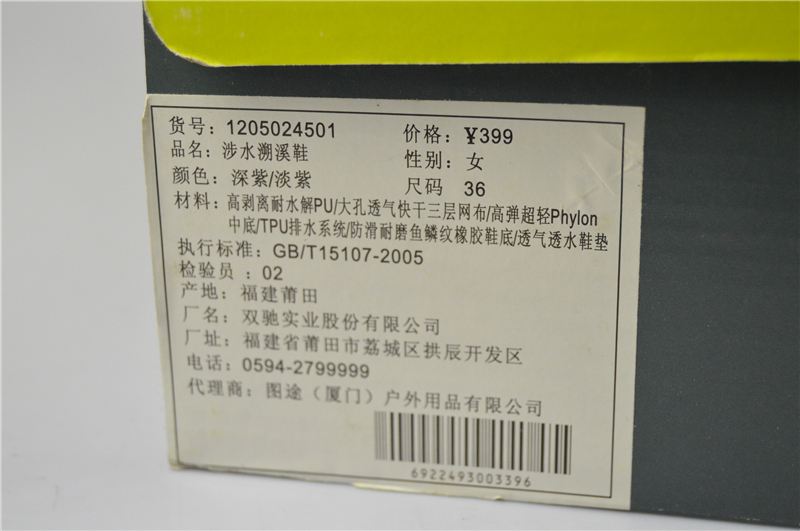 货号：1205024501 价格：¥399
品名：涉水溯溪鞋 性别：女
颜色：深紫/淡紫 尺码 36
材料：高剥离耐水解PU/大孔透气快干三层网布/高弹超轻Phylon
中底/TPU排水系统/防滑耐磨鱼鳞纹橡胶鞋底/透气透水鞋垫
执行标准：GB/T15107-2005
检验员：02
产地：福建莆田
厂名：双驰实业股份有限公司
厂址：福建省莆田市荔城区拱辰开发区
电话：0594-2799999
代理商：图途（厦门）户外用品有限公司
6922493003396